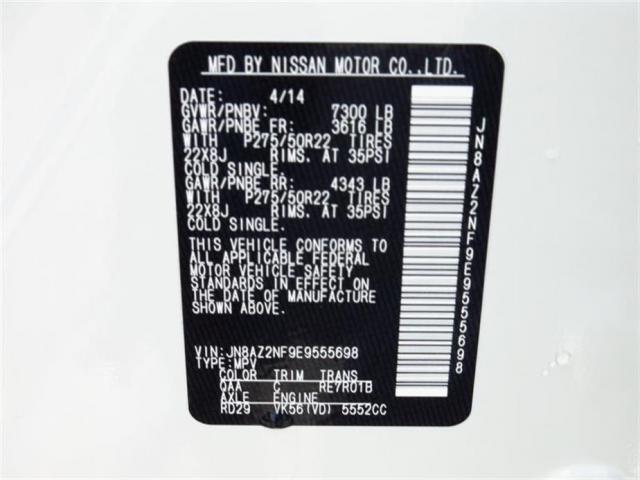 MFD BY NISSAN MOTOR CO.,LTD.
DATE: 4/14
GVWR/PNBV: 7300 LB
GAWR/PNBE FR: 3616 LB
WITH P275/50R22 TIRES
22X8J RIMS. AT 35PSI
COLD SINGLE.
GAWR/PNBE RR: 4343 LB
WITH P275/50R22 TIRES
22X8J RIMS. AT 35PSI
COLD SINGLE.
THIS VEHICLE CONFORMS TO
ALL APPLICABLE FEDERAL
MOTOR VEHICLE SAFETY
STANDARDS IN EFFECT ON
THE DATE OF MANUFACTURE
SHOWN ABOVE.
VIN:JN8AZ2NF9E9555698
TYPE:MPV
COLOR TRIM TRANS
QAA C RE7R01B
AXLE ENGINE
RD29 VK56(VD) 5552CC
JN8AZ2NF9E9555698